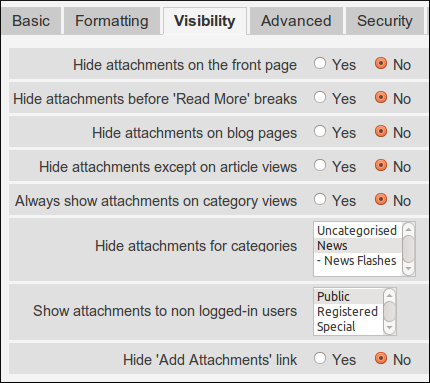 Basic Formatting Visibility Advanced Security
Hide attachments on the front page Yes No
Hide attachments before 'Read More' breaks Yes No
Hide attachments on blog pages Yes No
Hide attachments except on article views Yes No
Always show attachments on category views Yes No
Uncategorised
Hide attachments for categories News
- News Flashes
Public
Show attachments to non logged-in users Registered
Special
Hide 'Add Attachments' link Yes No